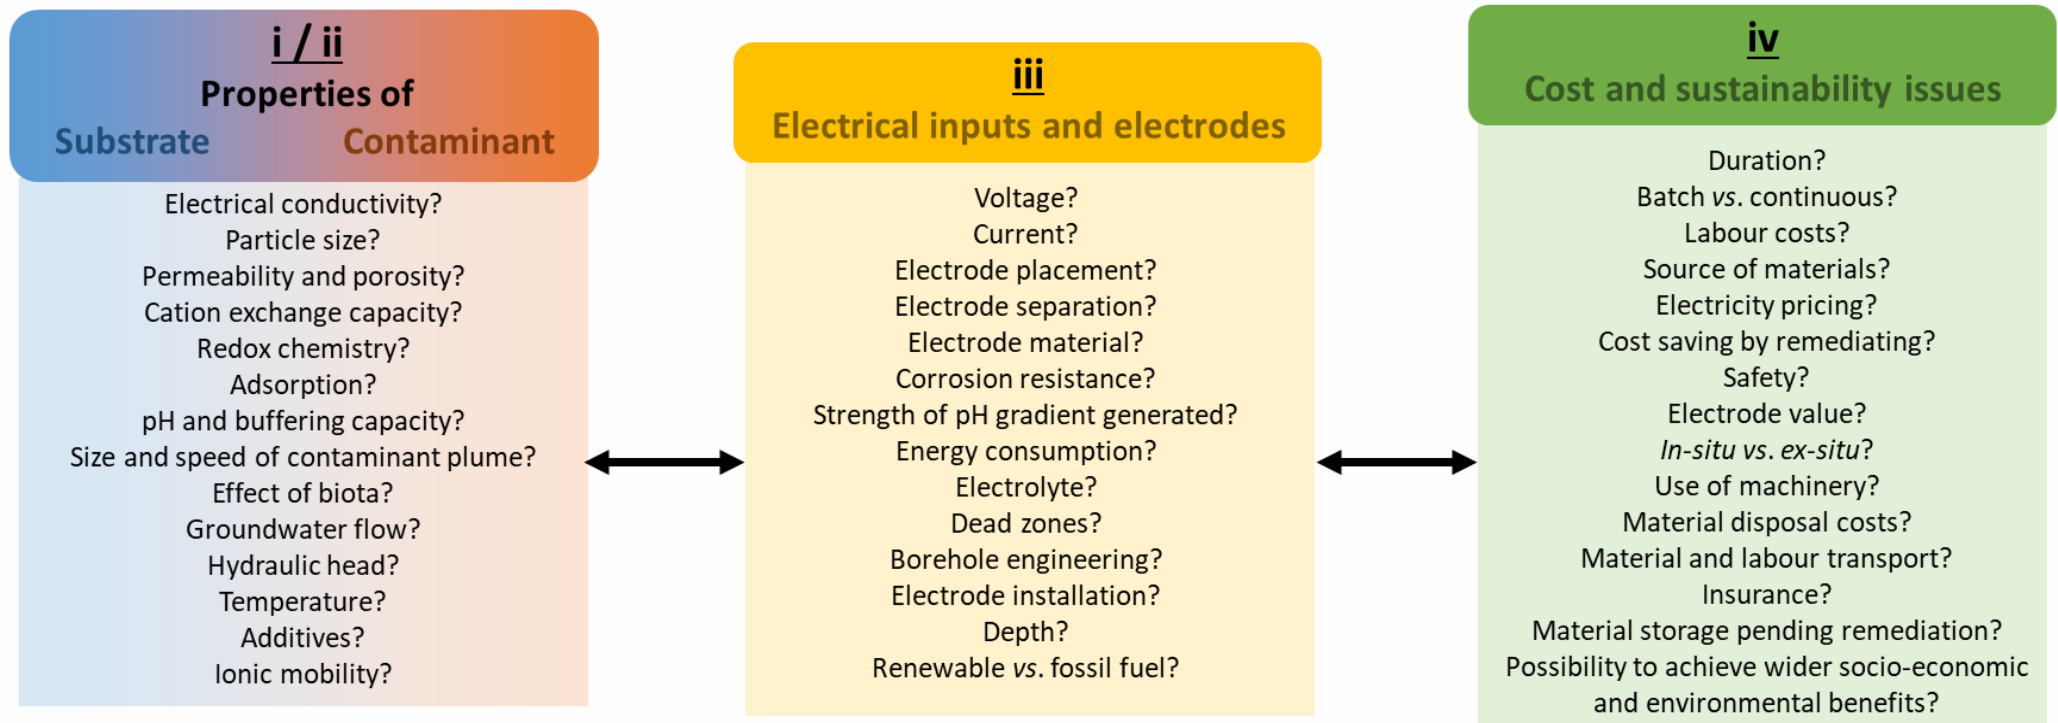 i / ii
Properties of
Substrate Contaminant
Electrical conductivity?
Particle size?
Permeability and porosity?
Cation exchange capacity?
Redox chemistry?
Adsorption?
pH and buffering capacity?
Size and speed of contaminant plume?
Effect of biota?
Groundwater flow?
Hydraulic head?
Temperature?
Additives?
Ionic mobility?
iii
Electrical inputs and electrodes
Voltage?
Current?
Electrode placement?
Electrode separation?
Electrode material?
Corrosion resistance?
Strength of pH gradient generated?
Energy consumption?
Electrolyte?
Dead zones?
Borehole engineering?
Electrode installation?
Depth?
Renewable vs. fossil fuel?
iv
Cost and sustainability issues
Duration?
Batch vs. continuous?
Labour costs?
Source of materials?
Electricity pricing?
Cost saving by remediating?
Safety?
Electrode value?
In-situ vs. ex-situ?
Use of machinery?
Material disposal costs?
Material and labour transport?
Insurance?
Material storage pending remediation?
Possibility to achieve wider socio-economic
and environmental benefits?